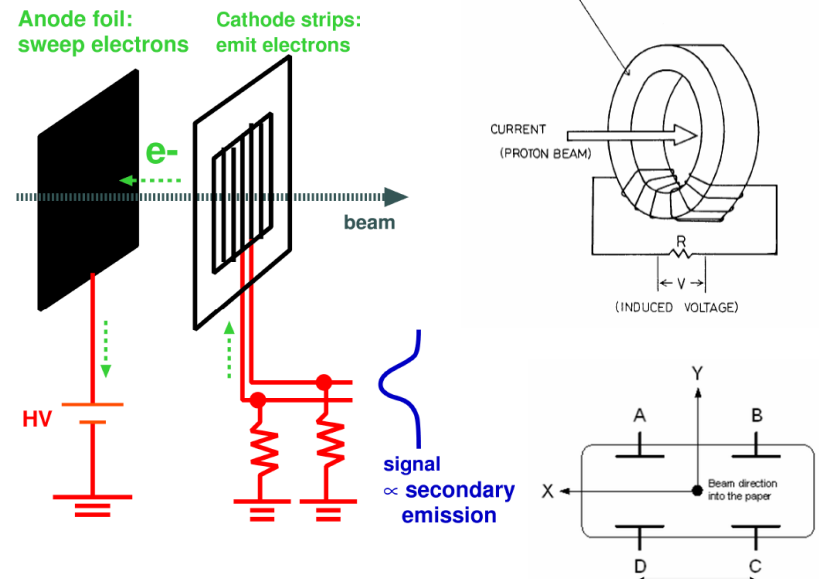 Anode foil:
sweep electrons
Cathode strips:
emit electrons
e-
beam
HV
signal
∝ secondary
emission
CURRENT
(PROTON BEAM)
R
V
(INDUCED VOLTAGE)
Y
A
B
X
Beam direction
into the paper
D
C